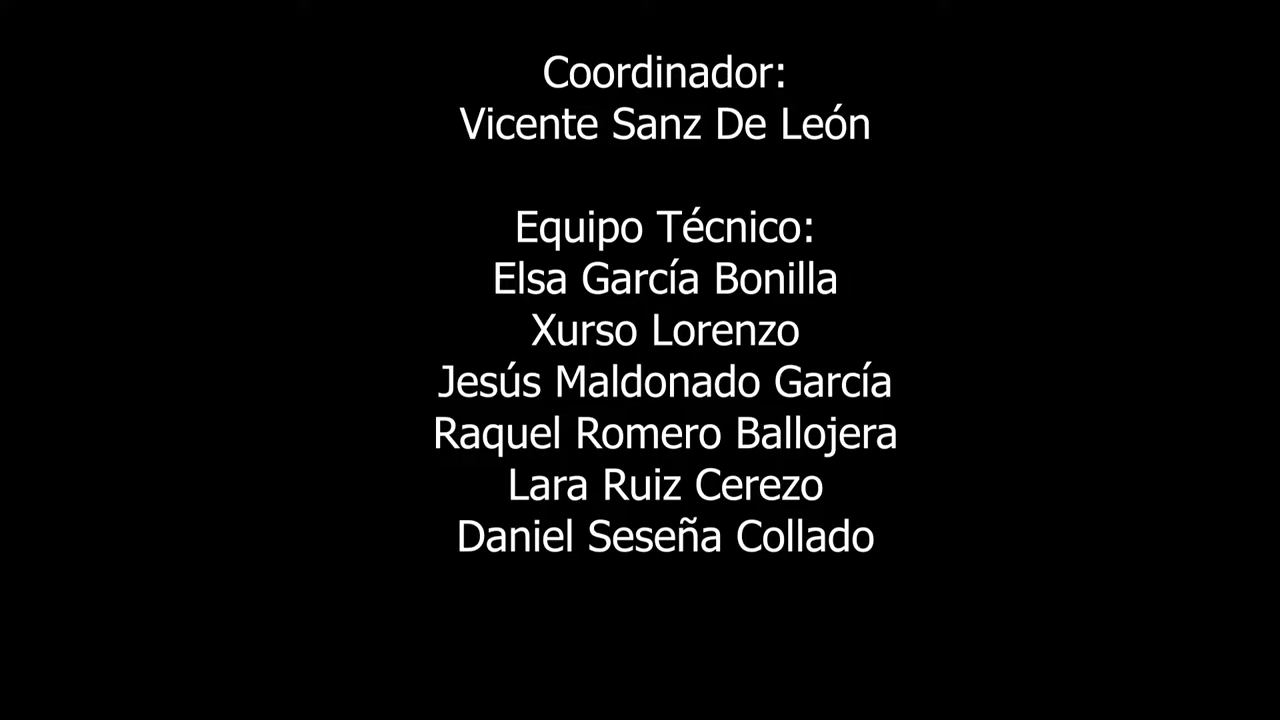 Coordinador:
Vicente Sanz De León
Equipo Técnico:
Elsa García Bonilla
Xurso Lorenzo
Jesús Maldonado García
Raquel Romero Ballojera
Lara Ruiz Cerezo
Daniel Seseña Collado